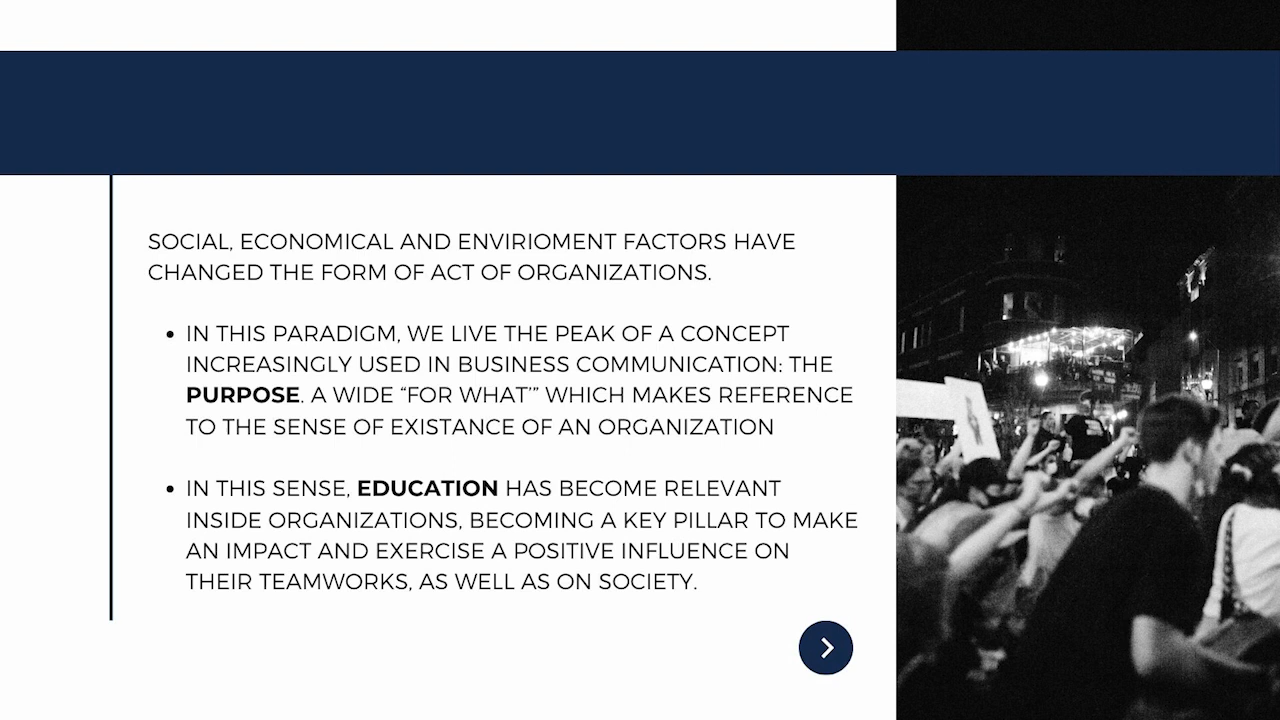 SOCIAL, ECONOMICAL AND ENVIRIOMENT FACTORS HAVE
CHANGED THE FORM OF ACT OF ORGANIZATIONS.
• IN THIS PARADIGM, WE LIVE THE PEAK OF A CONCEPT
INCREASINGLY USED IN BUSINESS COMMUNICATION: THE
PURPOSE. A WIDE “FOR WHAT’” WHICH MAKES REFERENCE
TO THE SENSE OF EXISTANCE OF AN ORGANIZATION
• IN THIS SENSE, EDUCATION HAS BECOME RELEVANT
INSIDE ORGANIZATIONS, BECOMING A KEY PILLAR TO MAKE
AN IMPACT AND EXERCISE A POSITIVE INFLUENCE ON
THEIR TEAMWORKS, AS WELL AS ON SOCIETY.